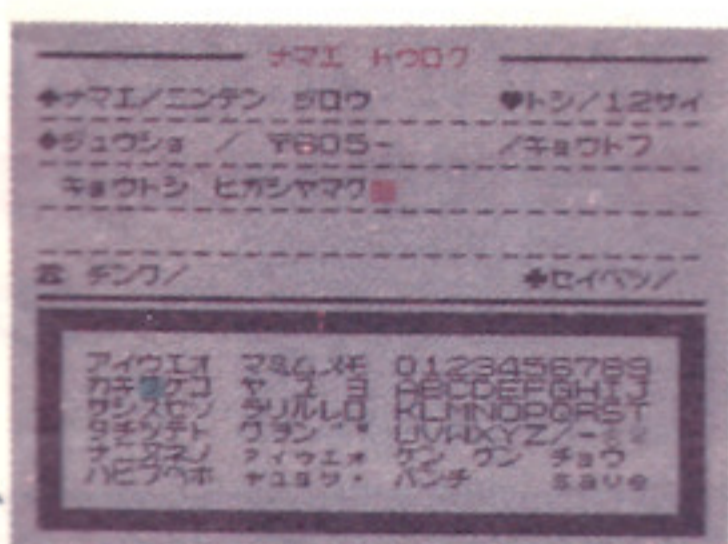 ナマエ トウロク
♣ナマエ/ニンテン ジロウ ♥トシ/12サイ
♦ジュウショ / 〒605- /キョウトフ
キョウトシ ヒガシヤマク
☎ デンワ/ ♠セイベツ/
アイウエオ マミムメモ 0123456789
カキクケコ ヤ ユ ヨ ABCDEFGHIJ
サシスセソ ラリルレロ KLMNOPQRST
タチツテト ワヲン゛゜ UVWXYZ/-
ナニヌネノ ァィゥェォ ケン グン チョウ
ハヒフヘホ ャュョッ・ バンチ save